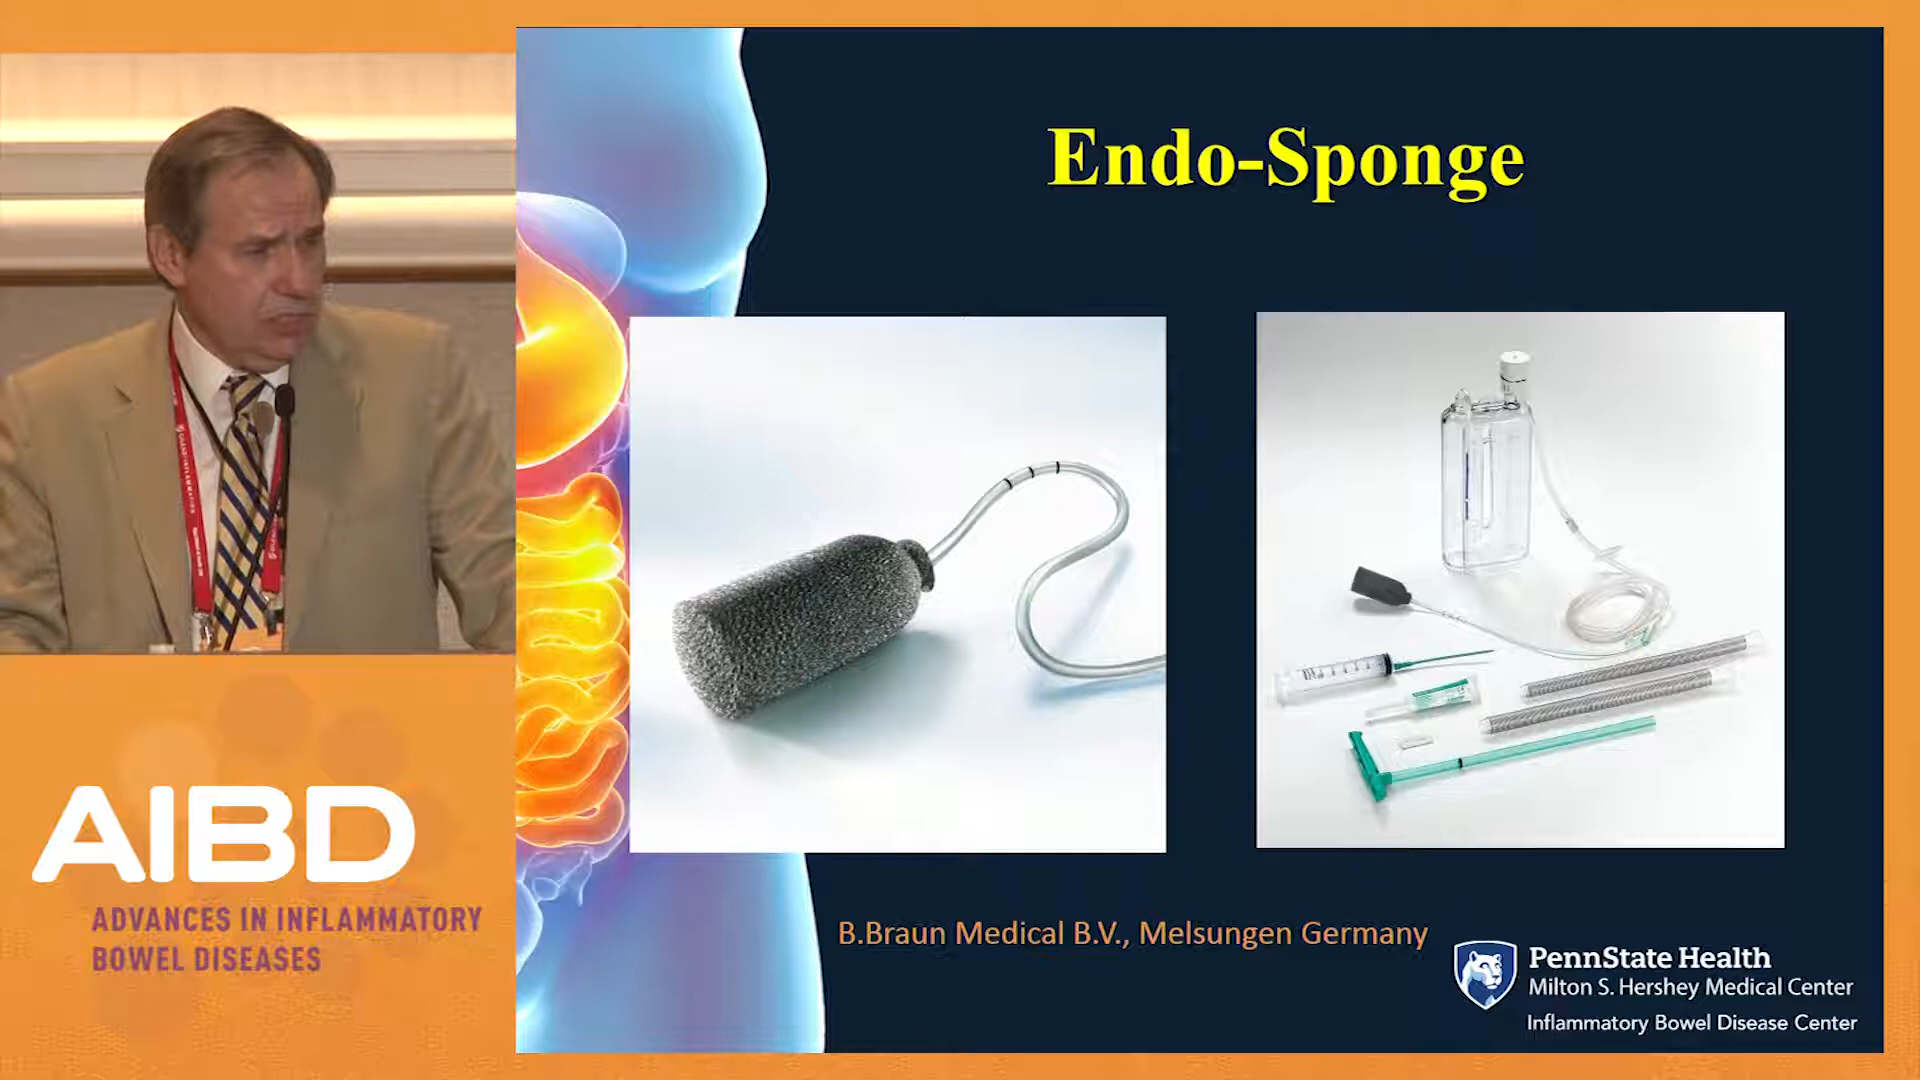 Endo-Sponge
B.Braun Medical B.V., Melsungen Germany
PennState Health
Milton S. Hershey Medical Center
Inflammatory Bowel Disease Center
AIBD
ADVANCES IN INFLAMMATORY
BOWEL DISEASES